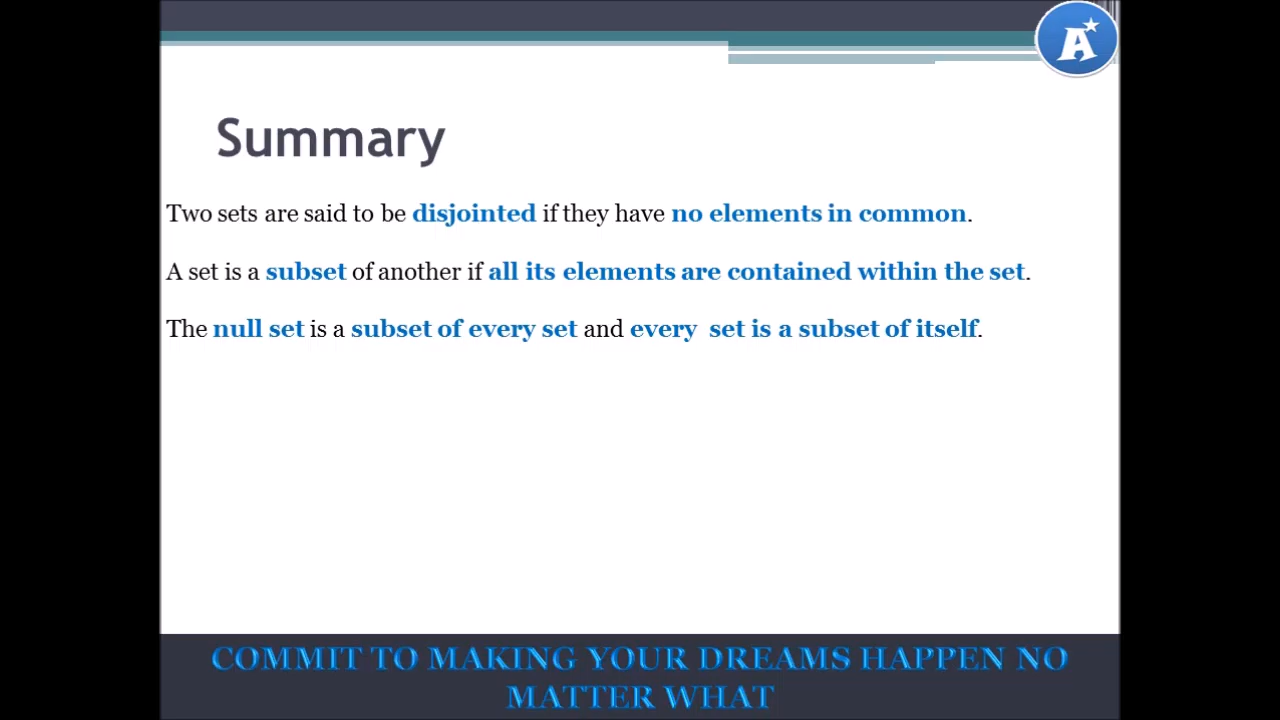 A
Summary
Two sets are said to be disjointed if they have no elements in common.
A set is a subset of another if all its elements are contained within the set.
The null set is a subset of every set and every  set is a subset of itself.
COMMIT TO MAKING YOUR DREAMS HAPPEN NO
MATTER WHAT